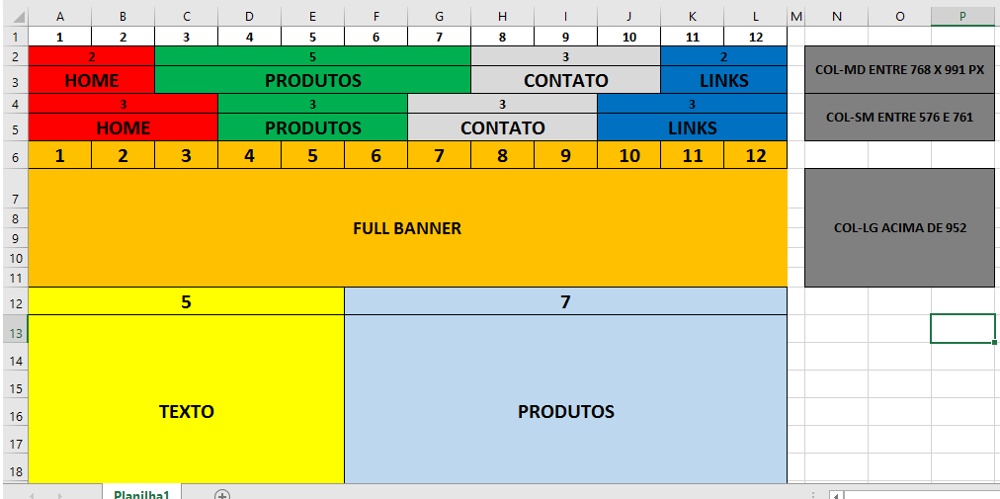 A B C D E F G H I J K L M N O P
1 1 2 3 4 5 6 7 8 9 10 11 12
2 2 5 3 2
3 HOME PRODUTOS CONTATO LINKS
COL-MD ENTRE 768 X 991 PX
4 3 3 3 3
5 HOME PRODUTOS CONTATO LINKS
COL-SM ENTRE 576 E 761
6 1 2 3 4 5 6 7 8 9 10 11 12
7
8
9 FULL BANNER COL-LG ACIMA DE 952
10
11
12 5 7
13
14
15
16 TEXTO PRODUTOS
17
18
Planilha1